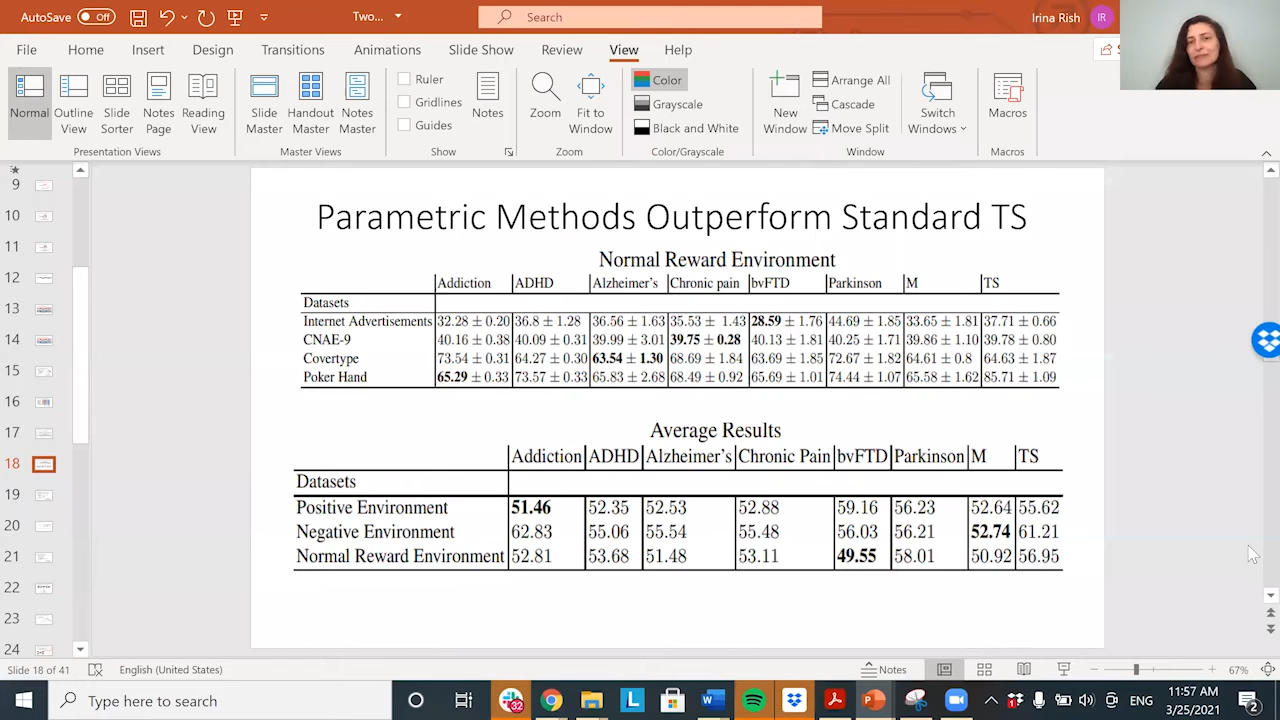 AutoSave Off Two... Search Irina Rish IR
File Home Insert Design Transitions Animations Slide Show Review View Help
Normal Outline View Slide Sorter Notes Page Reading View
Presentation Views
Slide Master Handout Master Notes Master
Master Views
Ruler
Gridlines
Guides
Notes
Show
Zoom Fit to Window
Zoom
Color
Grayscale
Black and White
Color/Grayscale
New Window Arrange All
Cascade
Move Split
Switch Windows
Window
Macros
Macros
9
10
11
12
13
14
15
16
17
18
19
20
21
22
23
24
Parametric Methods Outperform Standard TS
Normal Reward Environment
Addiction ADHD Alzheimer's Chronic pain bvFTD Parkinson M TS
Datasets
Internet Advertisements 32.28 ± 0.20 36.8 ± 1.28 36.56 ± 1.63 35.53 ± 1.43 28.59 ± 1.76 44.69 ± 1.85 33.65 ± 1.81 37.71 ± 0.66
CNAE-9 40.16 ± 0.38 40.09 ± 0.31 39.99 ± 3.01 39.75 ± 0.28 40.13 ± 1.81 40.25 ± 1.71 39.86 ± 1.10 39.78 ± 0.80
Covertype 73.54 ± 0.31 64.27 ± 0.30 63.54 ± 1.30 68.69 ± 1.84 63.69 ± 1.85 72.67 ± 1.82 64.61 ± 0.8 64.63 ± 1.87
Poker Hand 65.29 ± 0.33 73.57 ± 0.33 65.83 ± 2.68 68.49 ± 0.92 65.69 ± 1.01 74.44 ± 1.07 65.58 ± 1.62 85.71 ± 1.09
Average Results
Addiction ADHD Alzheimer's Chronic Pain bvFTD Parkinson M TS
Datasets
Positive Environment 51.46 52.35 52.53 52.88 59.16 56.23 52.64 55.62
Negative Environment 62.83 55.06 55.54 55.48 56.03 56.21 52.74 61.21
Normal Reward Environment 52.81 53.68 51.48 53.11 49.55 58.01 50.92 56.95
Slide 18 of 41 English (United States) Notes 67%
Type here to search 32 ENG 11:57 AM
3/25/2021 2